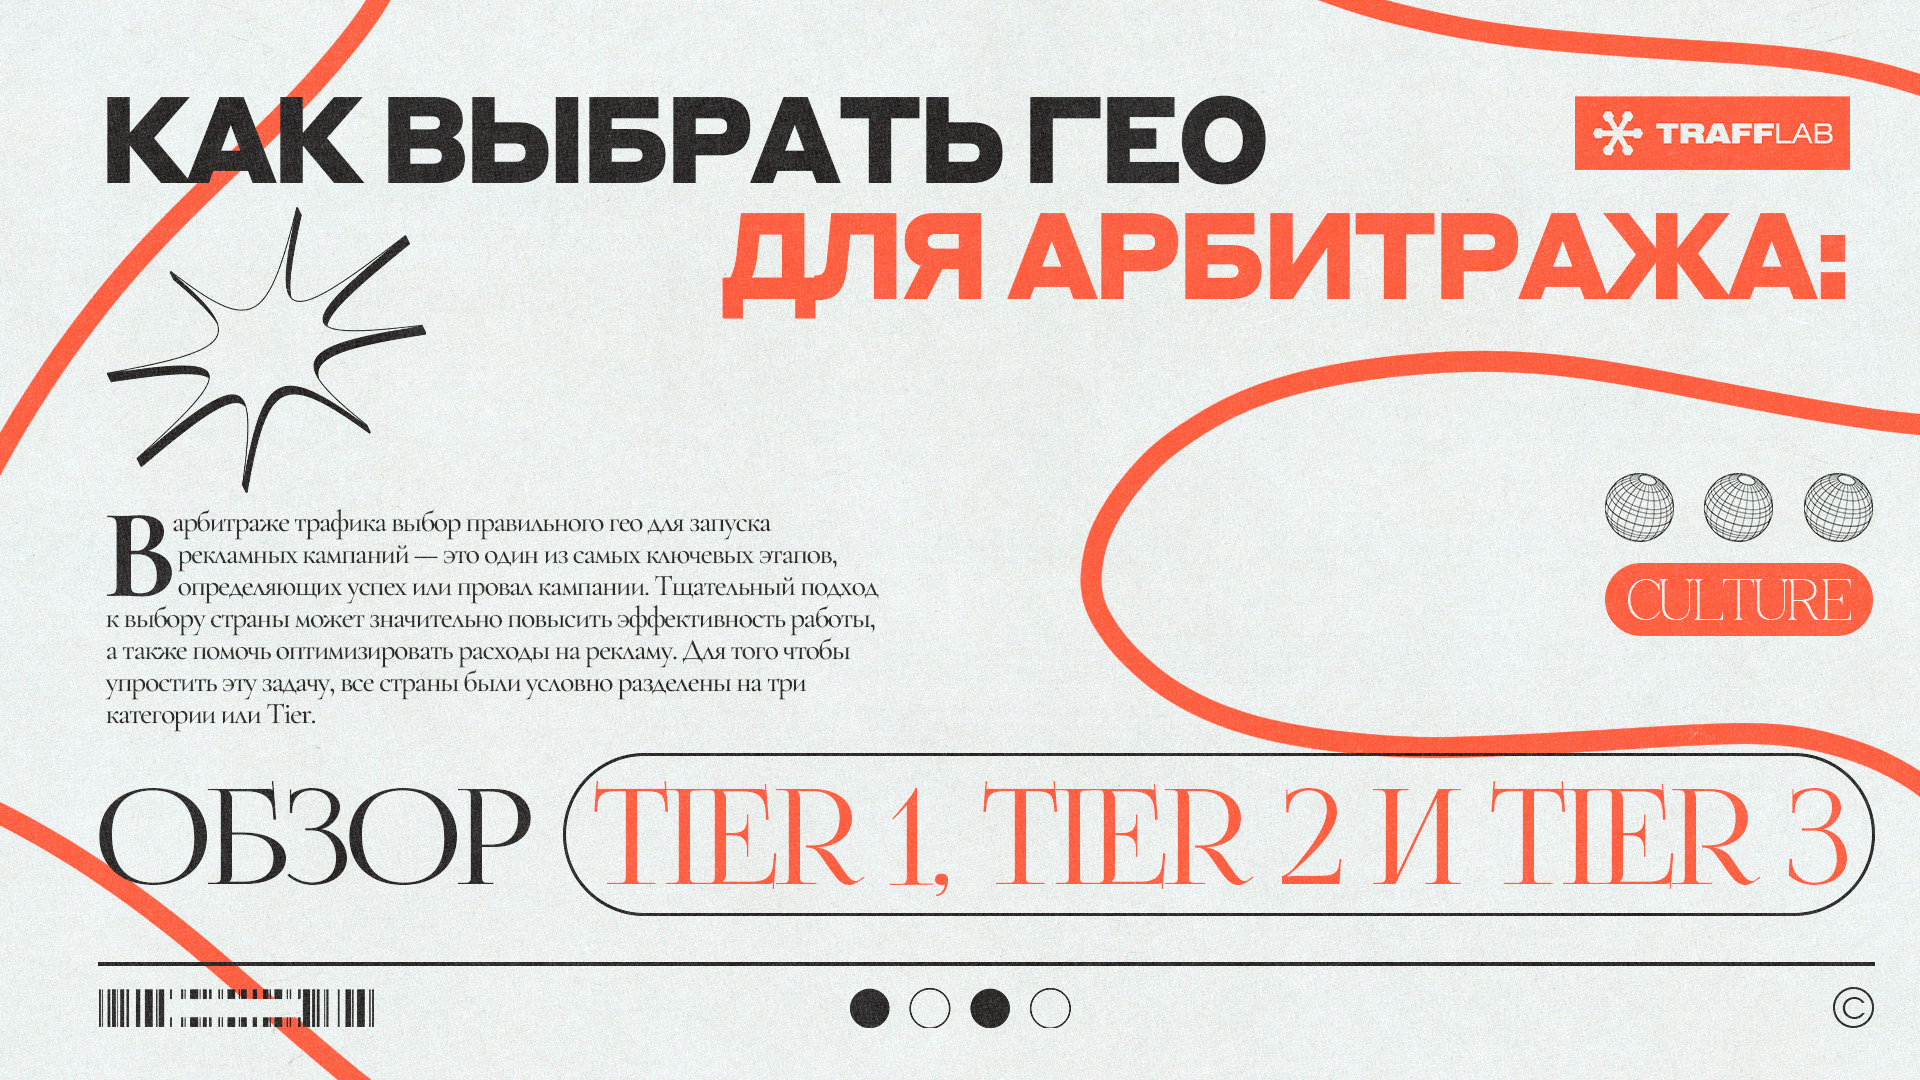 КАК ВЫБРАТЬ ГЕО
TRAFFLAB
ДЛЯ АРБИТРАЖА:
В арбитраже трафика выбор правильного гео для запуска
рекламных кампаний — это один из самых ключевых этапов,
определяющих успех или провал кампании. Тщательный подход
к выбору страны может значительно повысить эффективность работы,
а также помочь оптимизировать расходы на рекламу. Для того чтобы
упростить эту задачу, все страны были условно разделены на три
категории или Tier.
CULTURE
ОБЗОР TIER 1, TIER 2 И TIER 3
©